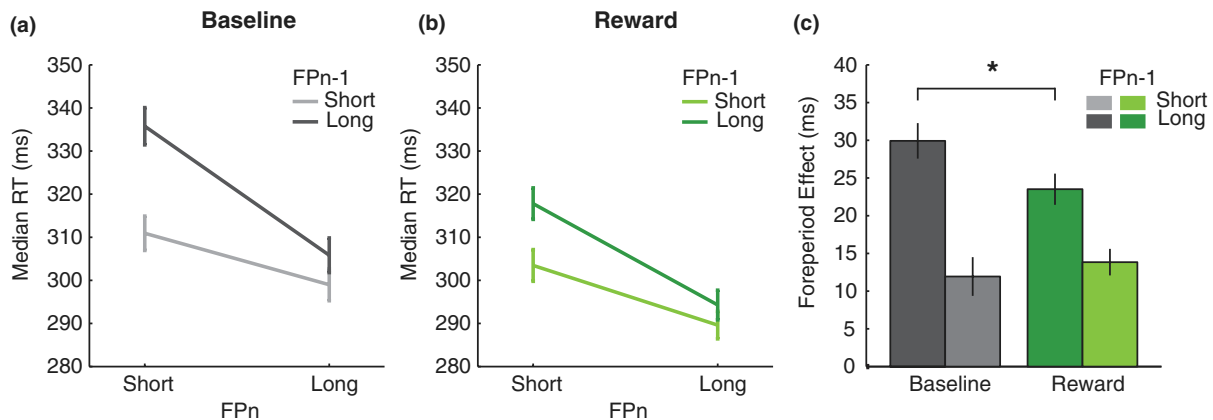 (a)
Baseline
350
340
330
320
310
300
290
280
Median RT (ms)
FPn-1
Short
Long
Short
Long
FPn
(b)
Reward
350
340
330
320
310
300
290
280
Median RT (ms)
FPn-1
Short
Long
Short
Long
FPn
(c)
40
35
30
25
20
15
10
5
0
Foreperiod Effect (ms)
*
FPn-1
Short
Long
Baseline
Reward